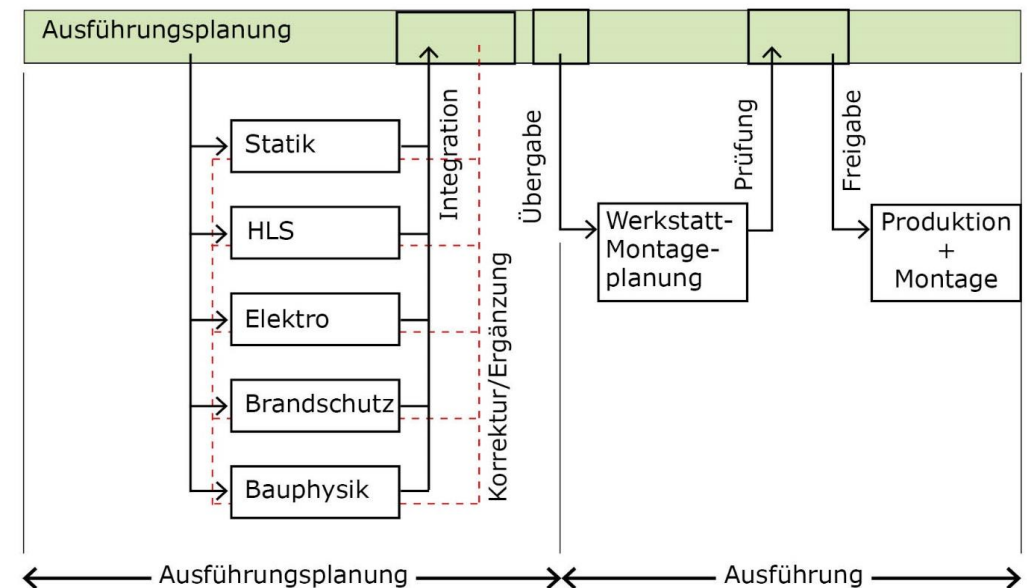 Ausführungsplanung
Statik
HLS
Elektro
Brandschutz
Bauphysik
Integration
Korrektur/Ergänzung
Übergabe
Werkstatt-
Montage-
planung
Prüfung
Freigabe
Produktion
+
Montage
Ausführungsplanung
Ausführung